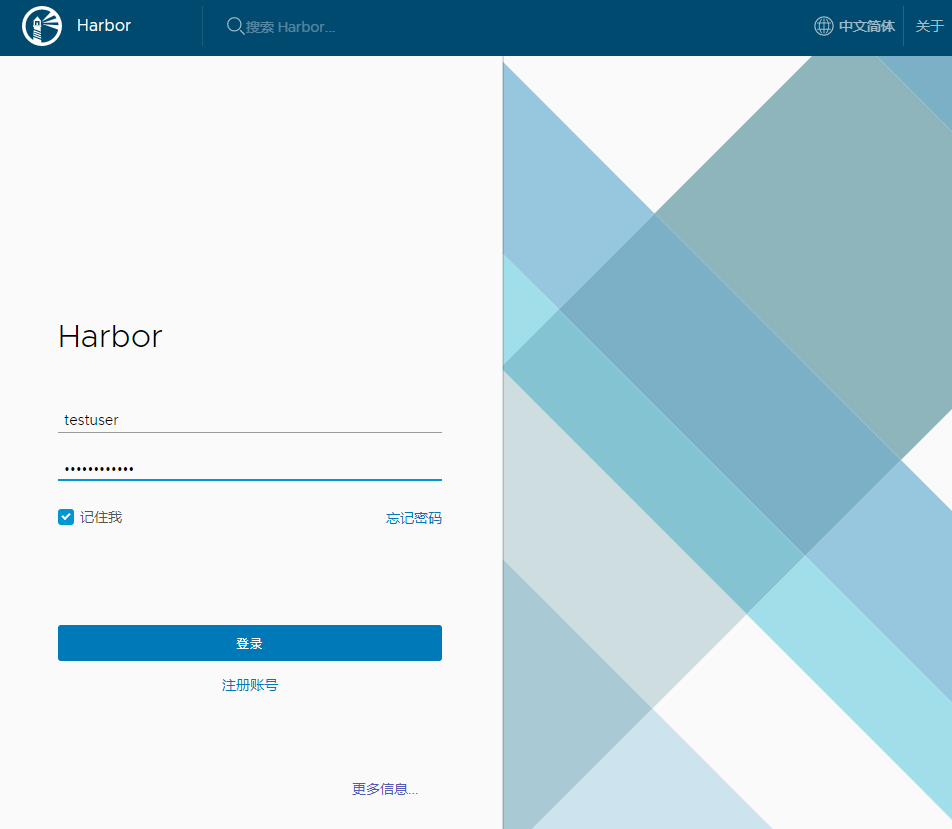 Harbor
搜索 Harbor...
中文简体
关于
Harbor
testuser
••••••••••••
记住我
忘记密码
登录
注册账号
更多信息...